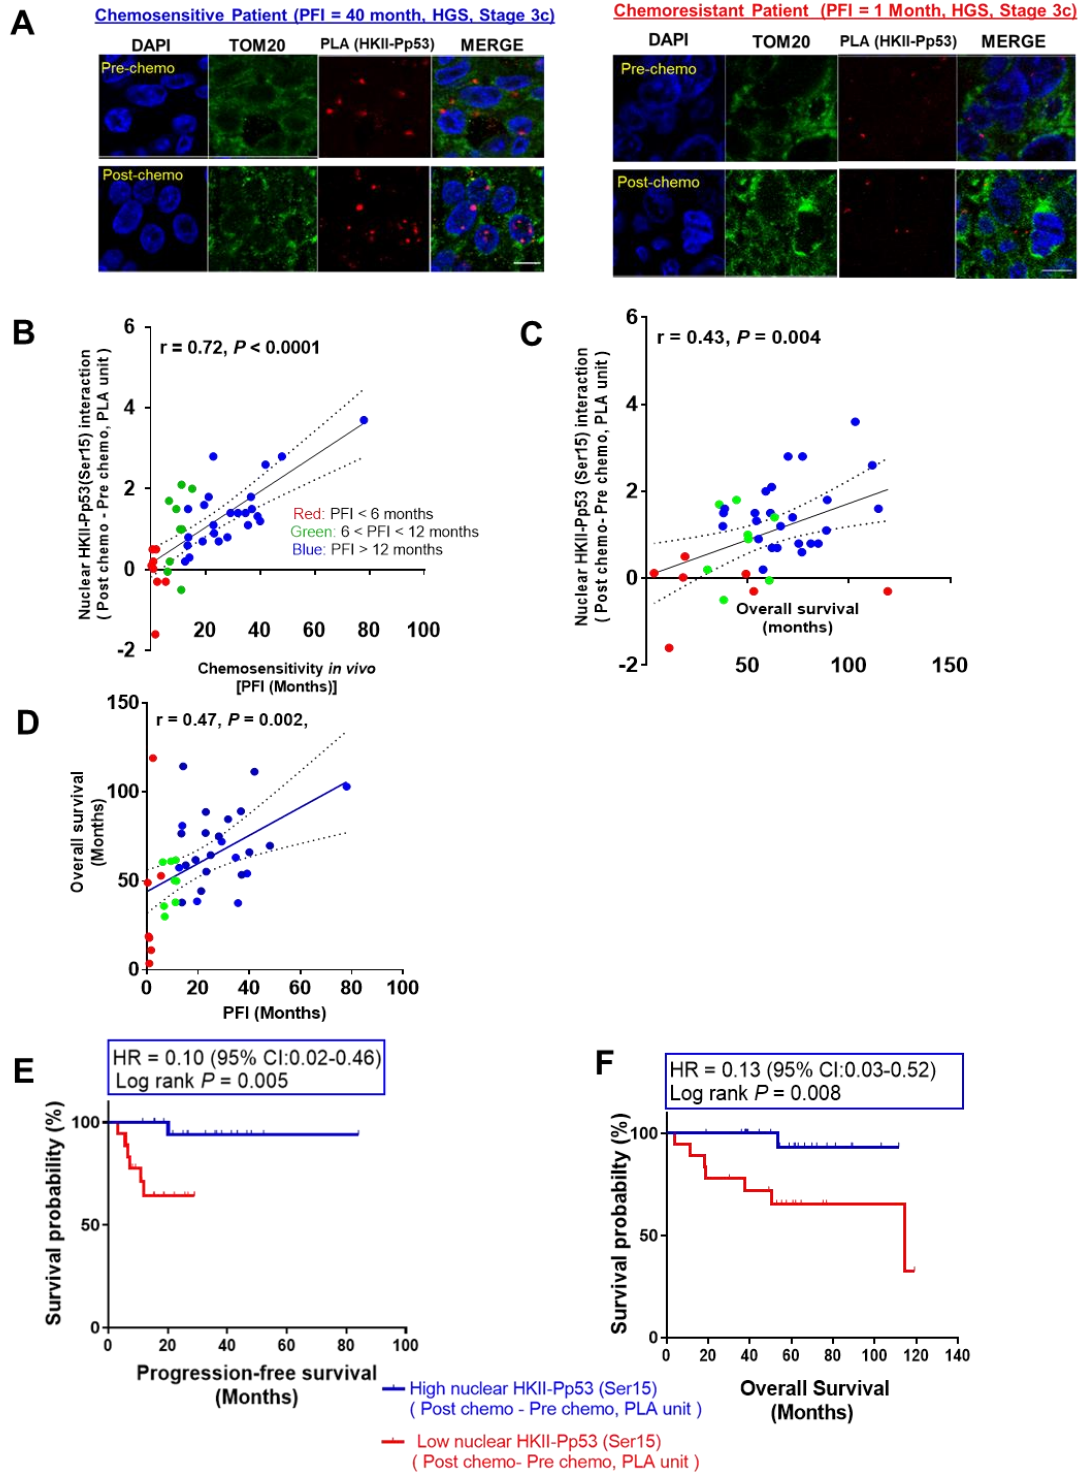 A
Chemosensitive Patient (PFI = 40 month, HGS, Stage 3c)
DAPI TOM20 PLA (HKII-Pp53) MERGE
Pre-chemo
Post-chemo
Chemoresistant Patient (PFI = 1 Month, HGS, Stage 3c)
DAPI TOM20 PLA (HKII-Pp53) MERGE
Pre-chemo
Post-chemo
B
Nuclear HKII-Pp53(Ser15) interaction
( Post chemo - Pre chemo, PLA unit )
r = 0.72, P < 0.0001
6
4
2
0
-2
20 40 60 80 100
Red: PFI < 6 months
Green: 6 < PFI < 12 months
Blue: PFI > 12 months
Chemosensitivity in vivo
[PFI (Months)]
C
Nuclear HKII-Pp53 (Ser15) interaction
( Post chemo- Pre chemo, PLA unit )
r = 0.43, P = 0.004
6
4
2
0
-2
Overall survival
(months)
50 100 150
D
Overall survival
(Months)
r = 0.47, P = 0.002,
150
100
50
0
0 20 40 60 80 100
PFI (Months)
E
HR = 0.10 (95% CI:0.02-0.46)
Log rank P = 0.005
Survival probability (%)
100
50
0
0 20 40 60 80 100
Progression-free survival
(Months)
F
HR = 0.13 (95% CI:0.03-0.52)
Log rank P = 0.008
Survival probabilty (%)
100
50
0
0 20 40 60 80 100 120 140
Overall Survival
(Months)
High nuclear HKII-Pp53 (Ser15)
( Post chemo - Pre chemo, PLA unit )
Low nuclear HKII-Pp53 (Ser15)
( Post chemo- Pre chemo, PLA unit )